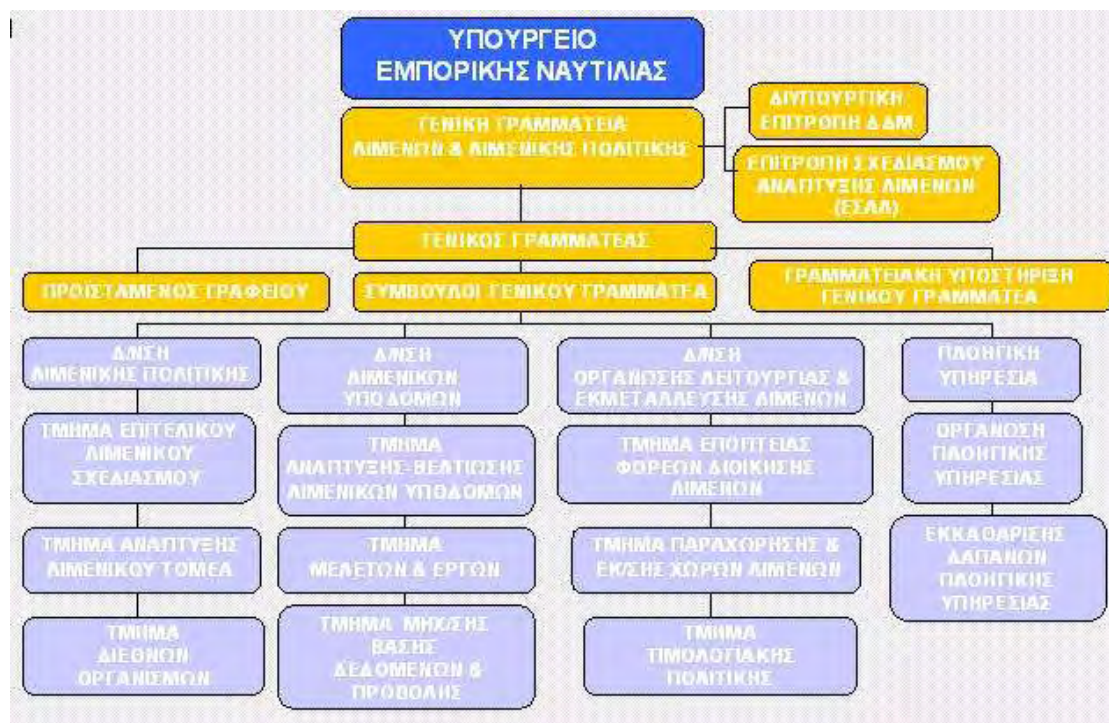 ΥΠΟΥΡΓΕΙΟ
ΕΜΠΟΡΙΚΗΣ ΝΑΥΤΙΛΙΑΣ
ΓΕΝΙΚΗ ΓΡΑΜΜΑΤΕΙΑ
ΛΙΜΕΝΩΝ & ΛΙΜΕΝΙΚΗΣ ΠΟΛΙΤΙΚΗΣ
ΔΙΥΠΟΥΡΓΙΚΗ
ΕΠΙΤΡΟΠΗ ΔΔΜ
ΕΠΙΤΡΟΠΗ ΣΧΕΔΙΑΣΜΟΥ
ΑΝΑΠΤΥΞΗΣ ΛΙΜΕΝΩΝ
(ΕΣΑΛ)
ΓΕΝΙΚΟΣ ΓΡΑΜΜΑΤΕΑΣ
ΠΡΟΙΣΤΑΜΕΝΟΣ ΓΡΑΦΕΙΟΥ
ΣΥΜΒΟΥΛΟΙ ΓΕΝΙΚΟΥ ΓΡΑΜΜΑΤΕΑ
ΓΡΑΜΜΑΤΕΙΑΚΗ ΥΠΟΣΤΗΡΙΞΗ
ΓΕΝΙΚΟΥ ΓΡΑΜΜΑΤΕΑ
Δ/ΝΣΗ
ΛΙΜΕΝΙΚΗΣ ΠΟΛΙΤΙΚΗΣ
ΤΜΗΜΑ ΕΠΙΤΕΛΙΚΟΥ
ΛΙΜΕΝΙΚΟΥ
ΣΧΕΔΙΑΣΜΟΥ
ΤΜΗΜΑ ΑΝΑΠΤΥΞΗΣ
ΛΙΜΕΝΙΚΟΥ ΤΟΜΕΑ
ΤΜΗΜΑ
ΔΙΕΘΝΩΝ
ΟΡΓΑΝΙΣΜΩΝ
Δ/ΝΣΗ
ΛΙΜΕΝΙΚΩΝ
ΥΠΟΔΟΜΩΝ
ΤΜΗΜΑ
ΑΝΑΠΤΥΞΗΣ-ΒΕΛΤΙΩΣΗΣ
ΛΙΜΕΝΙΚΩΝ ΥΠΟΔΟΜΩΝ
ΤΜΗΜΑ
ΜΕΛΕΤΩΝ & ΕΡΓΩΝ
ΤΜΗΜΑ ΜΗΧ/ΣΗΣ
ΒΑΣΗΣ
ΔΕΔΟΜΕΝΩΝ &
ΠΡΟΒΟΛΗΣ
Δ/ΝΣΗ
ΟΡΓΑΝΩΣΗΣ ΛΕΙΤΟΥΡΓΙΑΣ &
ΕΚΜΕΤΑΛΛΕΥΣΗΣ ΛΙΜΕΝΩΝ
ΤΜΗΜΑ ΕΠΟΠΤΕΙΑΣ
ΦΟΡΕΩΝ ΔΙΟΙΚΗΣΗΣ
ΛΙΜΕΝΩΝ
ΤΜΗΜΑ ΠΑΡΑΧΩΡΗΣΗΣ &
ΕΚ/ΣΗΣ ΧΩΡΩΝ ΛΙΜΕΝΩΝ
ΤΜΗΜΑ
ΤΙΜΟΛΟΓΙΑΚΗΣ
ΠΟΛΙΤΙΚΗΣ
ΠΛΟΗΓΙΚΗ
ΥΠΗΡΕΣΙΑ
ΟΡΓΑΝΩΣΗ
ΠΛΟΗΓΙΚΗΣ
ΥΠΗΡΕΣΙΑΣ
ΕΚΚΑΘΑΡΙΣΗΣ
ΔΑΠΑΝΩΝ
ΠΛΟΗΓΙΚΗΣ
ΥΠΗΡΕΣΙΑΣ